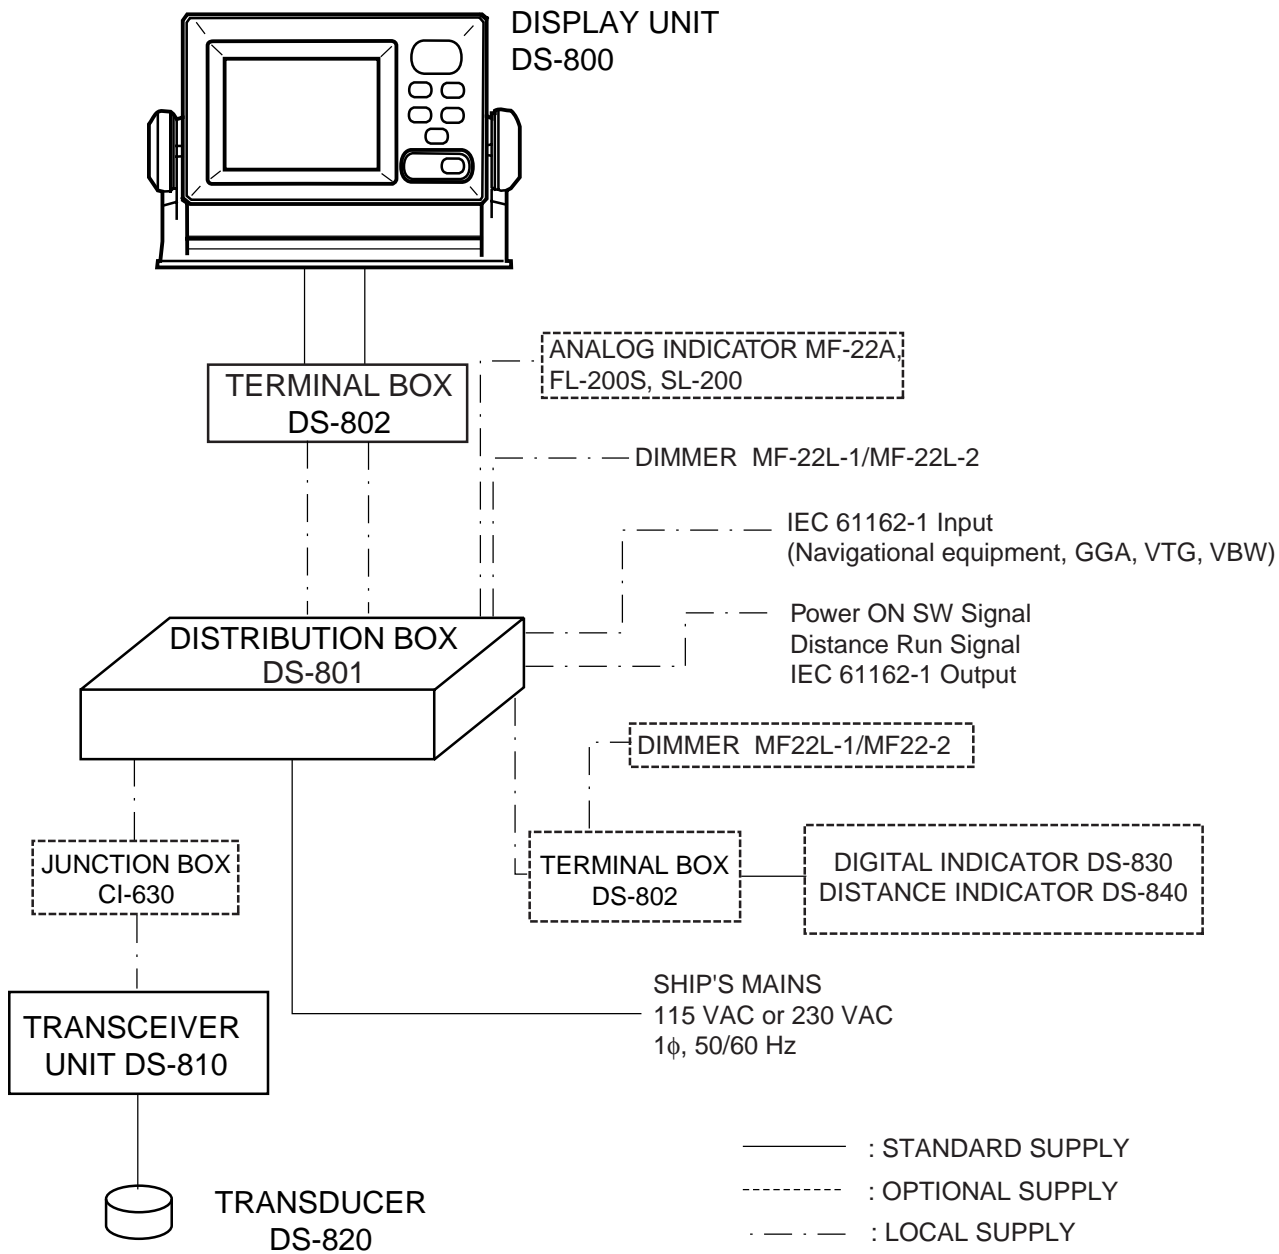 DISPLAY UNIT
DS-800
ANALOG INDICATOR MF-22A,
FL-200S, SL-200
TERMINAL BOX
DS-802
DIMMER MF-22L-1/MF-22L-2
IEC 61162-1 Input
(Navigational equipment, GGA, VTG, VBW)
Power ON SW Signal
Distance Run Signal
IEC 61162-1 Output
DISTRIBUTION BOX
DS-801
DIMMER MF22L-1/MF22-2
JUNCTION BOX
CI-630
TERMINAL BOX
DS-802
DIGITAL INDICATOR DS-830
DISTANCE INDICATOR DS-840
SHIP'S MAINS
115 VAC or 230 VAC
1ϕ, 50/60 Hz
TRANSCEIVER
UNIT DS-810
TRANSDUCER
DS-820
: STANDARD SUPPLY
: OPTIONAL SUPPLY
: LOCAL SUPPLY